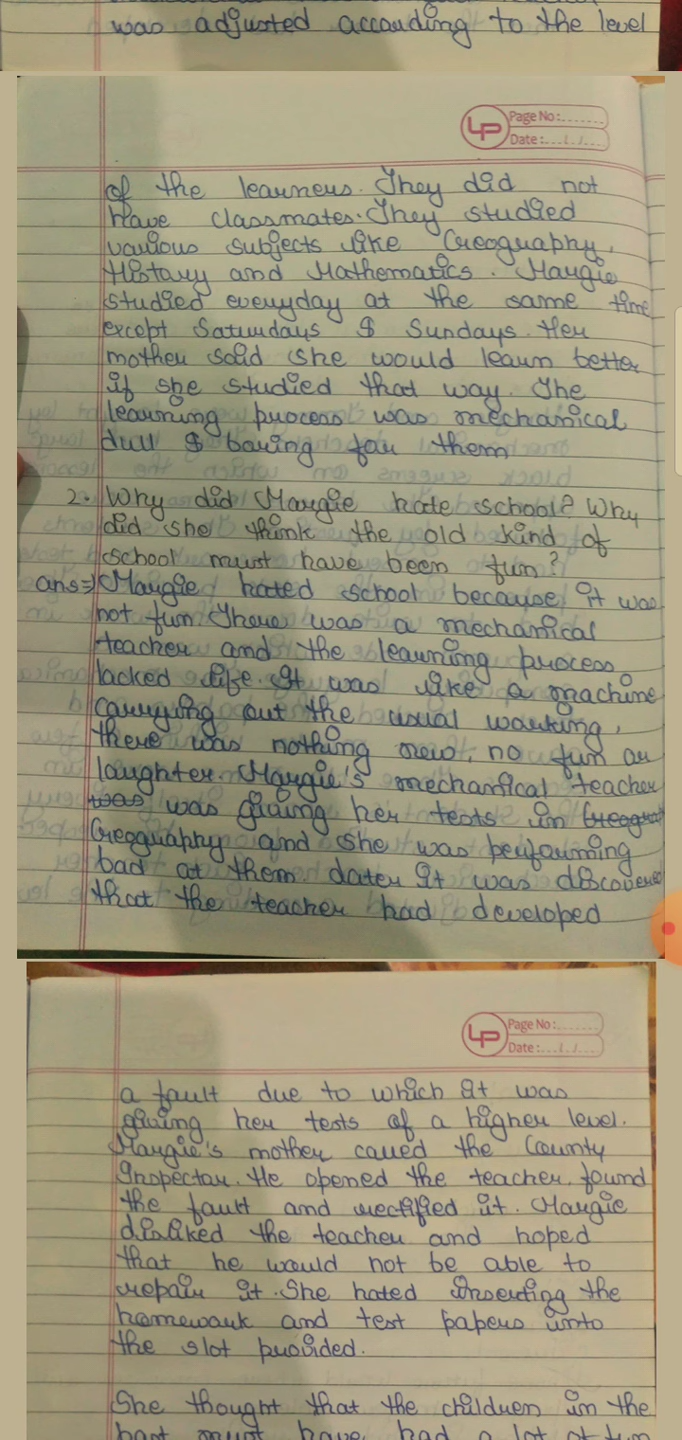 was adjusted according to the level
LP Page No:.......
Date:...../..../.....
of the learners. They did not
have classmates. They studied
various subjects like Geography,
History and Mathematics. Margie
studied everyday at the same time
except Saturdays & Sundays. Her
mother said she would learn better
if she studied that way. The
learning process was mechanical
dull & boring for them
2. Why did Margie hate school? Why
did she think the old kind of
school must have been fun?
ans⇒ Margie hated school because it was
not fun. There was a mechanical
teacher and the learning process
lacked life. It was like a machine
carrying out the usual working,
there was nothing new, no fun or
laughter. Margie's mechanical teacher
was was giving her tests in Geogra
Geography and she was performing
bad at them. Later it was discovered
that the teacher had developed
LP Page No:.......
Date:...../..../.....
a fault due to which it was
giving her tests of a higher level.
Margie's mother called the County
Inspector. He opened the teacher, found
the fault and rectified it. Margie
disliked the teacher and hoped
that he would not be able to
repair it. She hated inserting the
homework and test papers into
the slot provided.
She thought that the children in the
past must have had a lot of fun